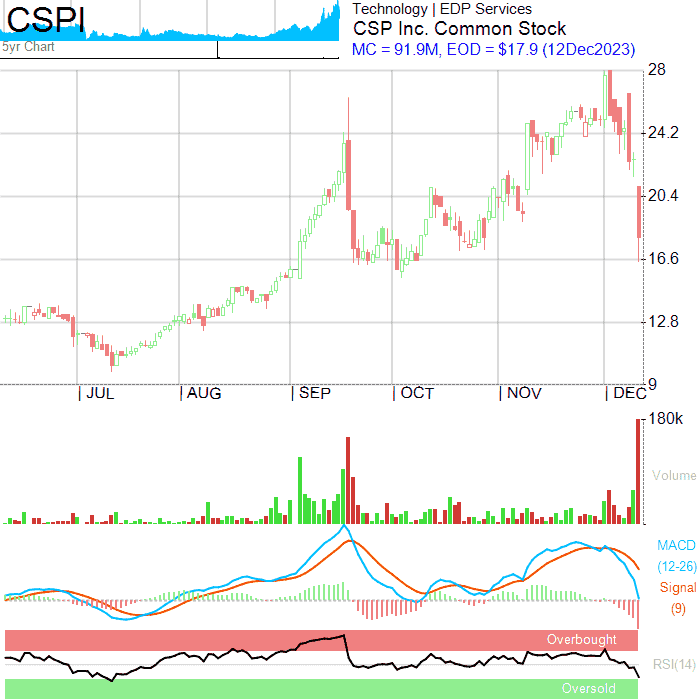 CSPI
5yr Chart
Technology | EDP Services
CSP Inc. Common Stock
MC = 91.9M, EOD = $17.9 (12Dec2023)
28
24.2
20.4
16.6
12.8
9
| JUL | AUG | SEP | OCT | NOV | DEC
180k
Volume
MACD
(12-26)
Signal
(9)
Overbought
RSI(14)
Oversold